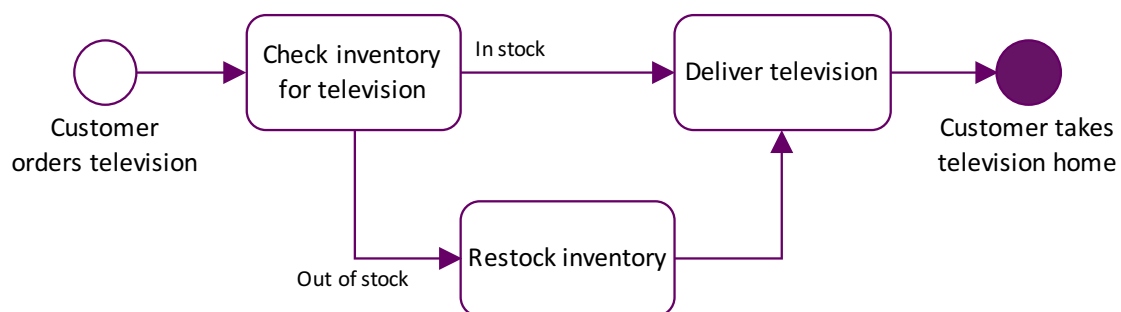 Check inventory
for television
In stock
Deliver television
Customer
orders television
Customer takes
television home
Restock inventory
Out of stock